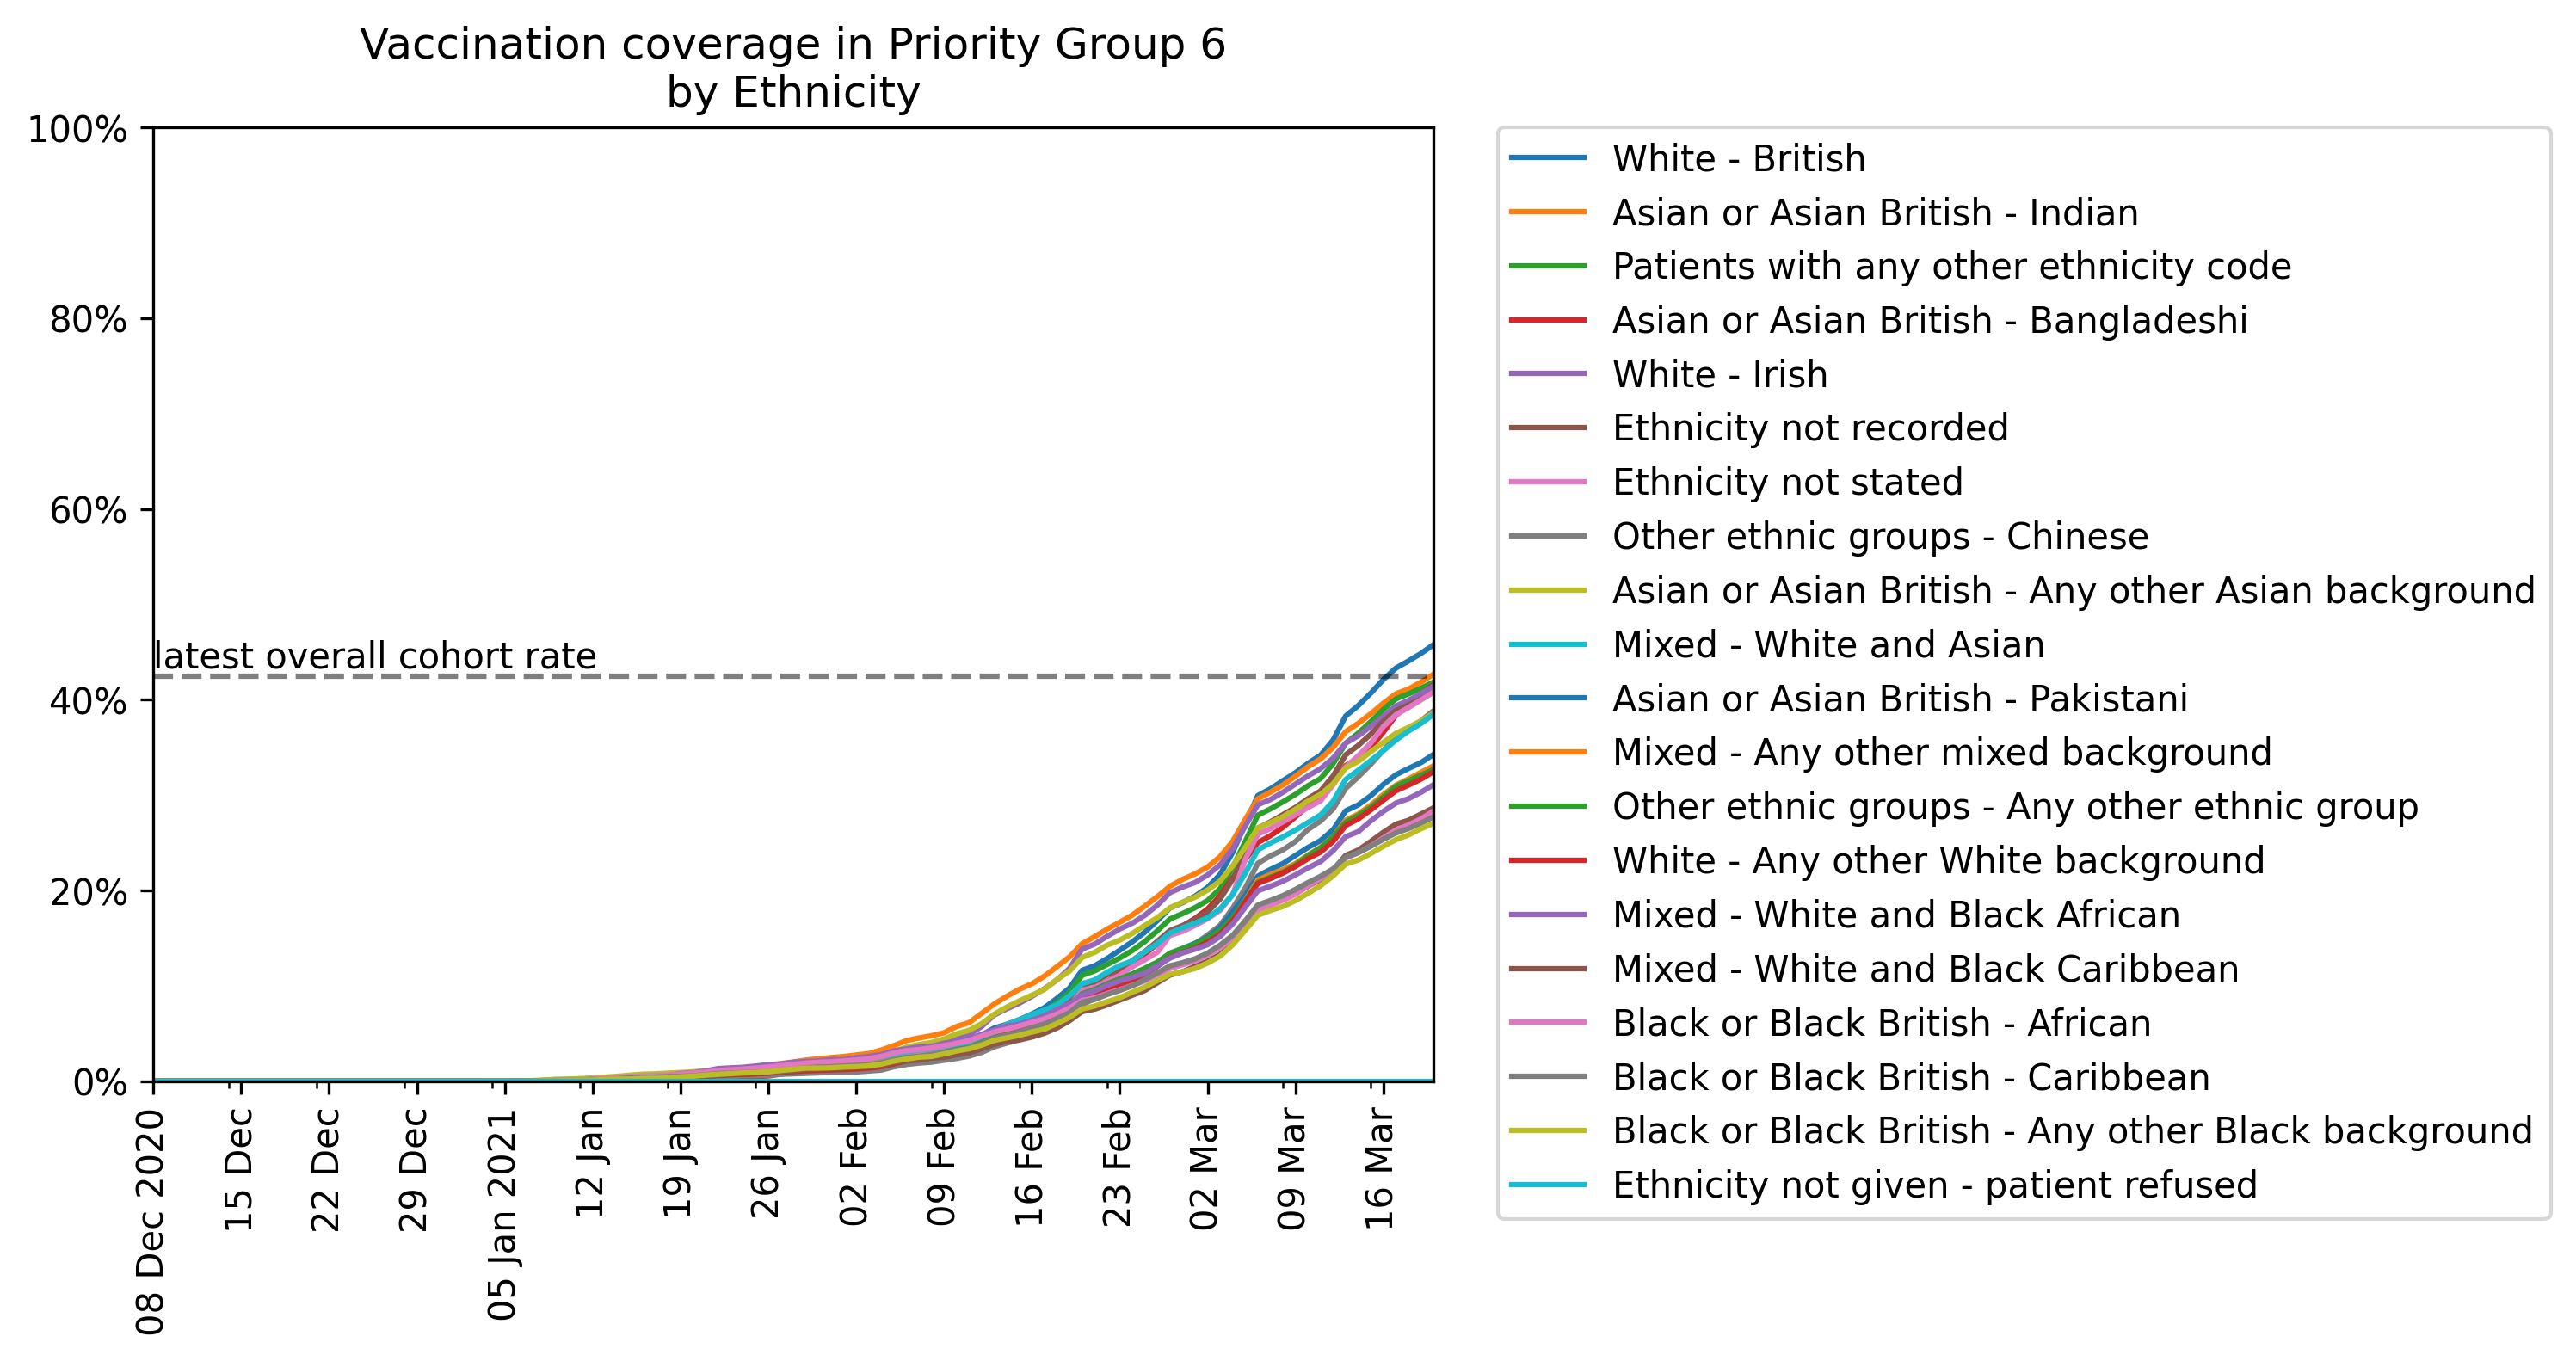 Vaccination coverage in Priority Group 6
by Ethnicity
100%
80%
60%
40%
20%
0%
latest overall cohort rate
08 Dec 2020
15 Dec
22 Dec
29 Dec
05 Jan 2021
12 Jan
19 Jan
26 Jan
02 Feb
09 Feb
16 Feb
23 Feb
02 Mar
09 Mar
16 Mar
White - British
Asian or Asian British - Indian
Patients with any other ethnicity code
Asian or Asian British - Bangladeshi
White - Irish
Ethnicity not recorded
Ethnicity not stated
Other ethnic groups - Chinese
Asian or Asian British - Any other Asian background
Mixed - White and Asian
Asian or Asian British - Pakistani
Mixed - Any other mixed background
Other ethnic groups - Any other ethnic group
White - Any other White background
Mixed - White and Black African
Mixed - White and Black Caribbean
Black or Black British - African
Black or Black British - Caribbean
Black or Black British - Any other Black background
Ethnicity not given - patient refused